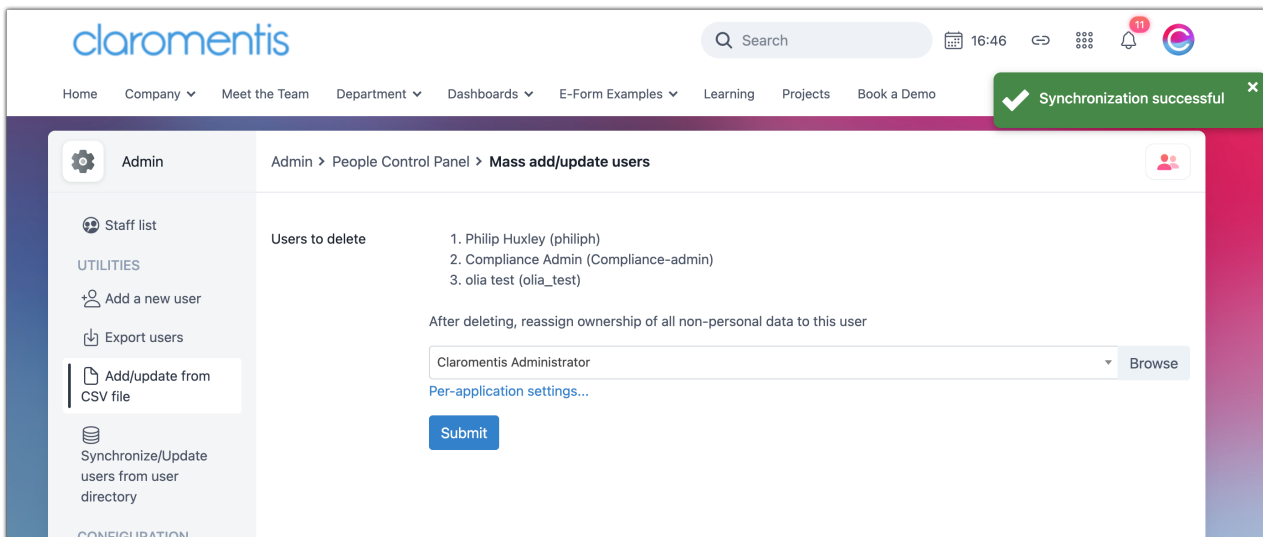 claromentis
Search
16:46
11
Home Company Meet the Team Department Dashboards E-Form Examples Learning Projects Book a Demo
Synchronization successful
Admin
Admin > People Control Panel > Mass add/update users
Staff list
UTILITIES
Add a new user
Export users
Add/update from
CSV file
Synchronize/Update
users from user
directory
CONFIGURATION
Users to delete
1. Philip Huxley (philiph)
2. Compliance Admin (Compliance-admin)
3. olia test (olia_test)
After deleting, reassign ownership of all non-personal data to this user
Claromentis Administrator
Browse
Per-application settings...
Submit